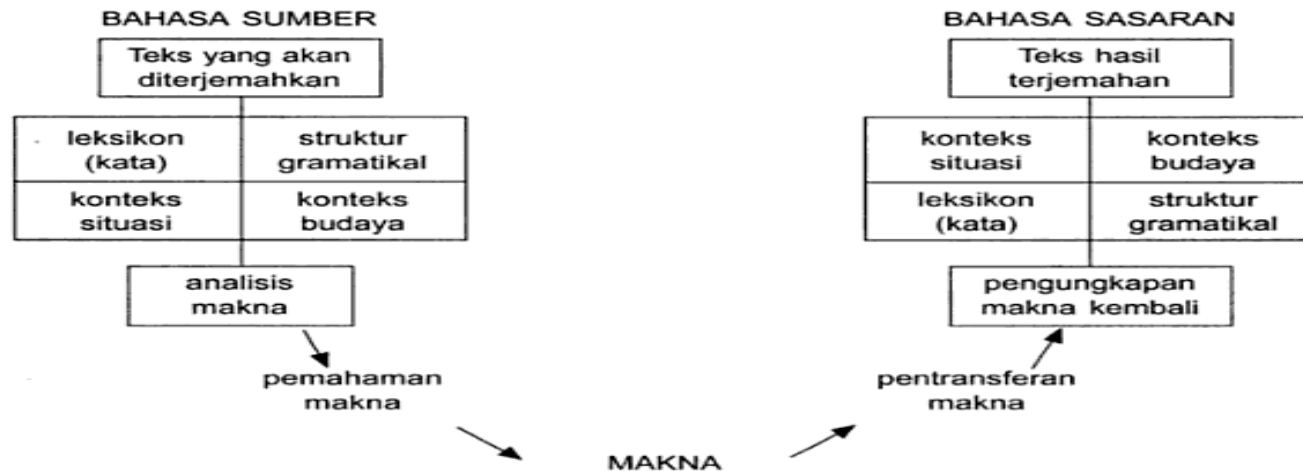 BAHASA SUMBER
Teks yang akan
diterjemahkan
leksikon
(kata)
struktur
gramatikal
konteks
situasi
konteks
budaya
analisis
makna
pemahaman
makna
MAKNA
pentransferan
makna
pengungkapan
makna kembali
BAHASA SASARAN
Teks hasil
terjemahan
konteks
situasi
konteks
budaya
leksikon
(kata)
struktur
gramatikal